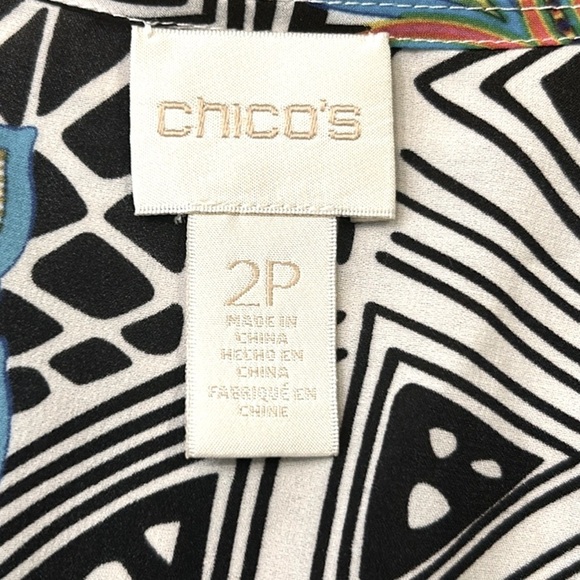 chico's
2P
MADE IN
CHINA
HECHO EN
CHINA
FABRIQUÉ EN
CHINE